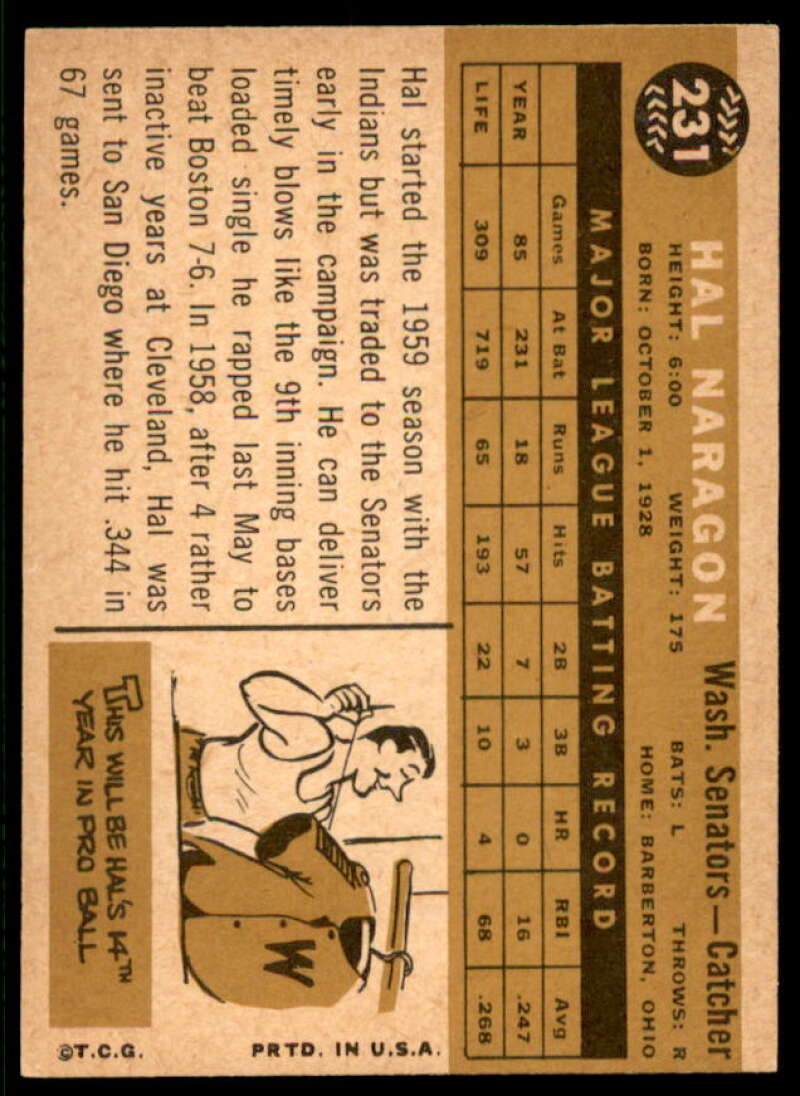 231
HAL NARAGON Wash. Senators—Catcher
HEIGHT: 6:00 WEIGHT: 175 BATS: L THROWS: R
BORN: OCTOBER 1, 1928 HOME: BARBERTON, OHIO
MAJOR LEAGUE BATTING RECORD
Games At Bat Runs Hits 2B 3B HR RBI Avg
YEAR 85 231 18 57 7 3 0 16 .247
LIFE 309 719 65 193 22 10 4 68 .268
Hal started the 1959 season with the
Indians but was traded to the Senators
early in the campaign. He can deliver
timely blows like the 9th inning bases
loaded single he rapped last May to
beat Boston 7-6. In 1958, after 4 rather
inactive years at Cleveland, Hal was
sent to San Diego where he hit .344 in
67 games.
W
THIS WILL BE HAL'S 14TH
YEAR IN PRO BALL
©T.C.G. PRTD. IN U.S.A.